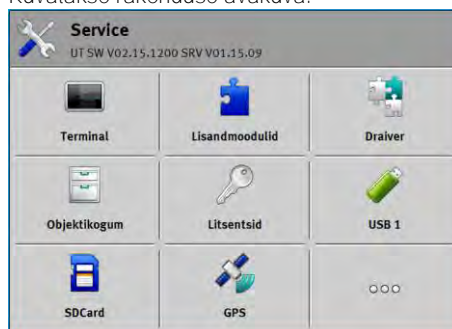 Kuvatakse rakenduse avakuva:
Service
UT SW V02.15.1200 SRV V01.15.09
Terminal
Lisandmoodulid
Draiver
Objektikogum
Litsentsid
USB 1
SDCard
GPS